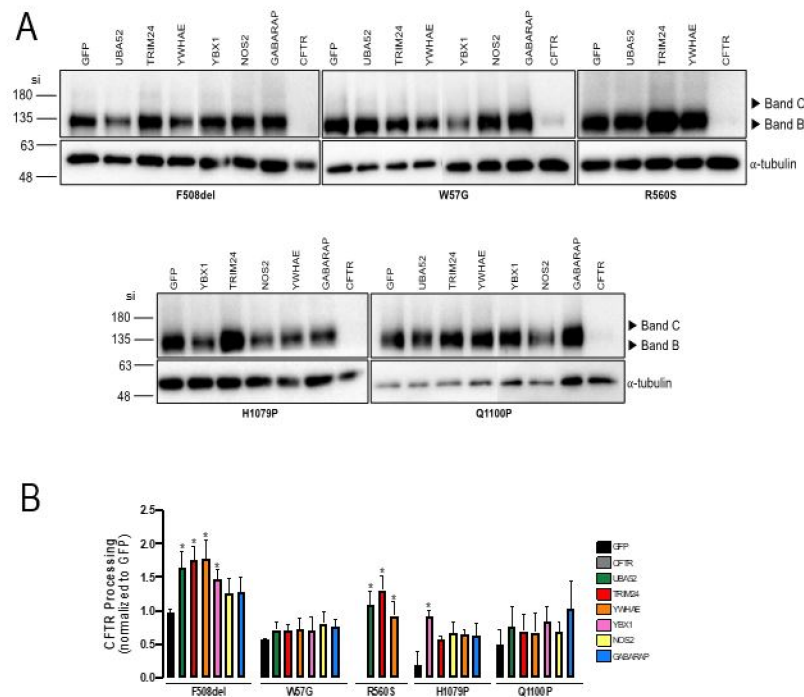 A
si GFP UBA52 TRIM24 YWHAE YBX1 NOS2 GABARAP CFTR GFP UBA52 TRIM24 YWHAE YBX1 NOS2 GABARAP CFTR GFP UBA52 TRIM24 YWHAE CFTR
180
135
63
48
Band C
Band B
α-tubulin
F508del W57G R560S
si GFP YBX1 TRIM24 NOS2 YWHAE GABARAP CFTR GFP UBA52 TRIM24 YWHAE YBX1 NOS2 GABARAP CFTR
180
135
63
48
Band C
Band B
α-tubulin
H1079P Q1100P
B
CFTR Processing
(normalized to GFP)
2.5
2.0
1.5
1.0
0.5
0.0
* * * * * * * *
F508del W57G R560S H1079P Q1100P
GFP
CFTR
UBA52
TRIM24
YWHAE
YBX1
NOS2
GABARAP